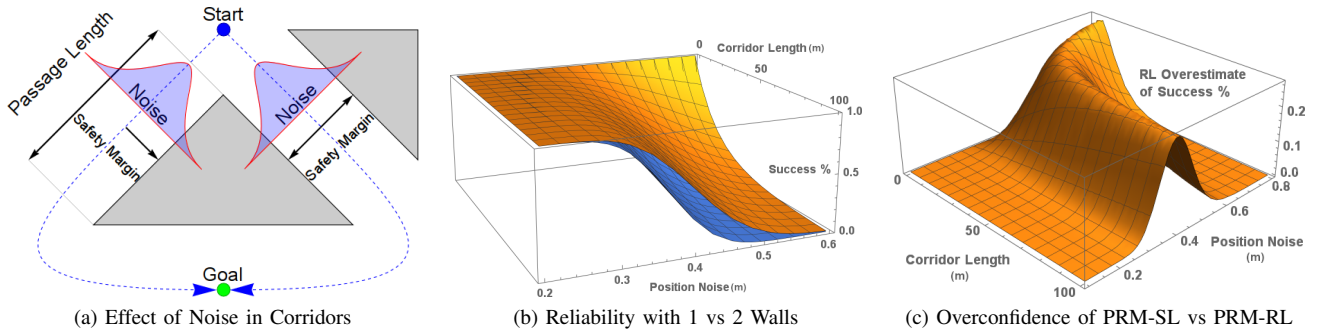 Start
Passage Length
Noise
Noise
Safety Margin
Safety Margin
Goal
(a) Effect of Noise in Corridors
Corridor Length (m)
0
50
100
1.0
Success %
0.5
0.0
0.6
0.5
0.4
0.3
0.2
Position Noise (m)
(b) Reliability with 1 vs 2 Walls
RL Overestimate
of Success %
0.2
0.1
0.0
0.8
0.6
0.4
0.2
Position Noise
(m)
0
50
100
Corridor Length
(m)
(c) Overconfidence of PRM-SL vs PRM-RL